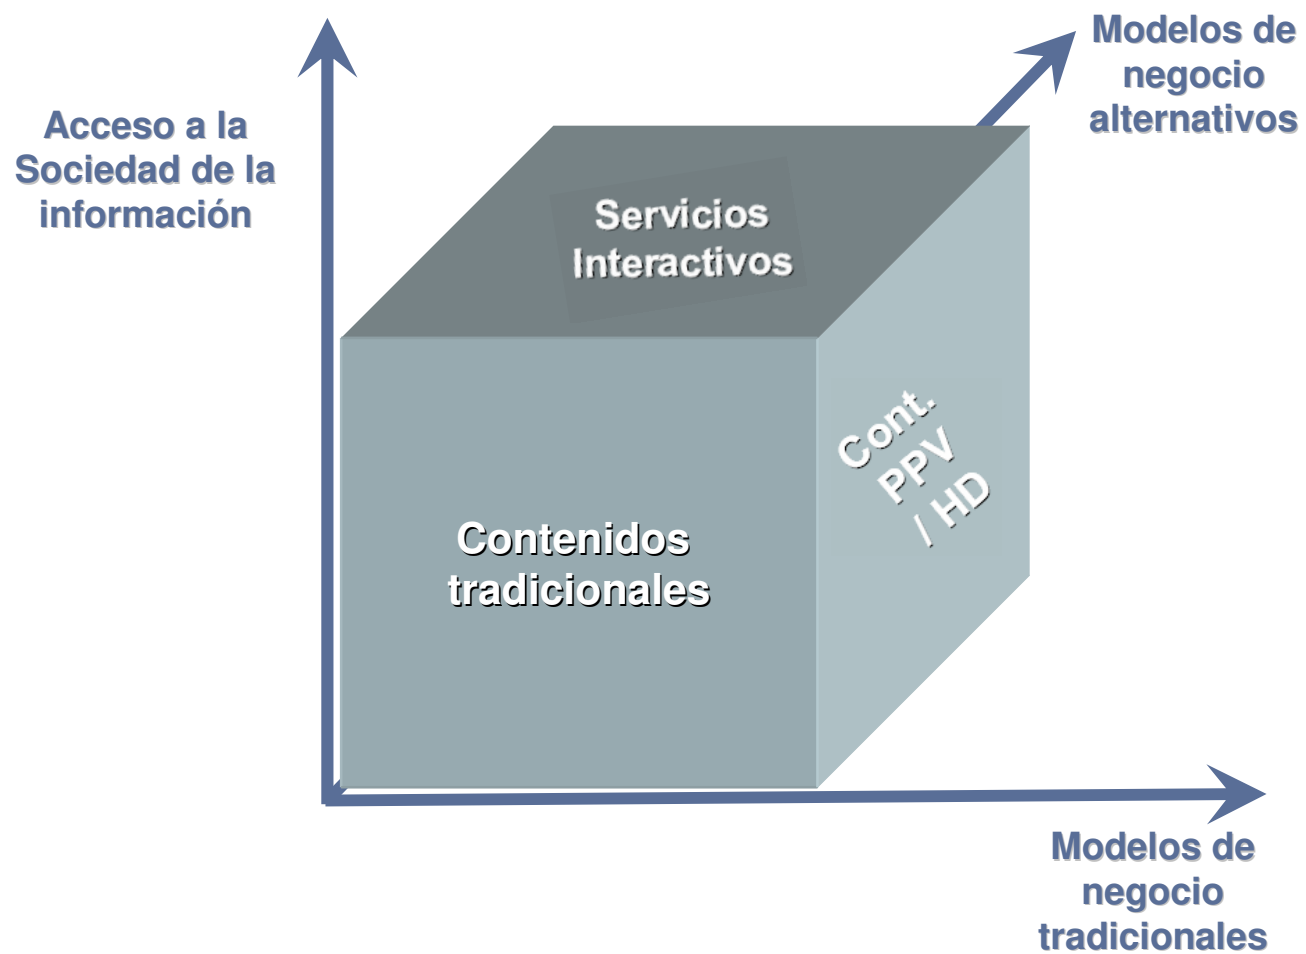 Modelos de
negocio
alternativos
Acceso a la
Sociedad de la
información
Servicios
Interactivos
Cont.
PPV
/ HD
Contenidos
tradicionales
Modelos de
negocio
tradicionales